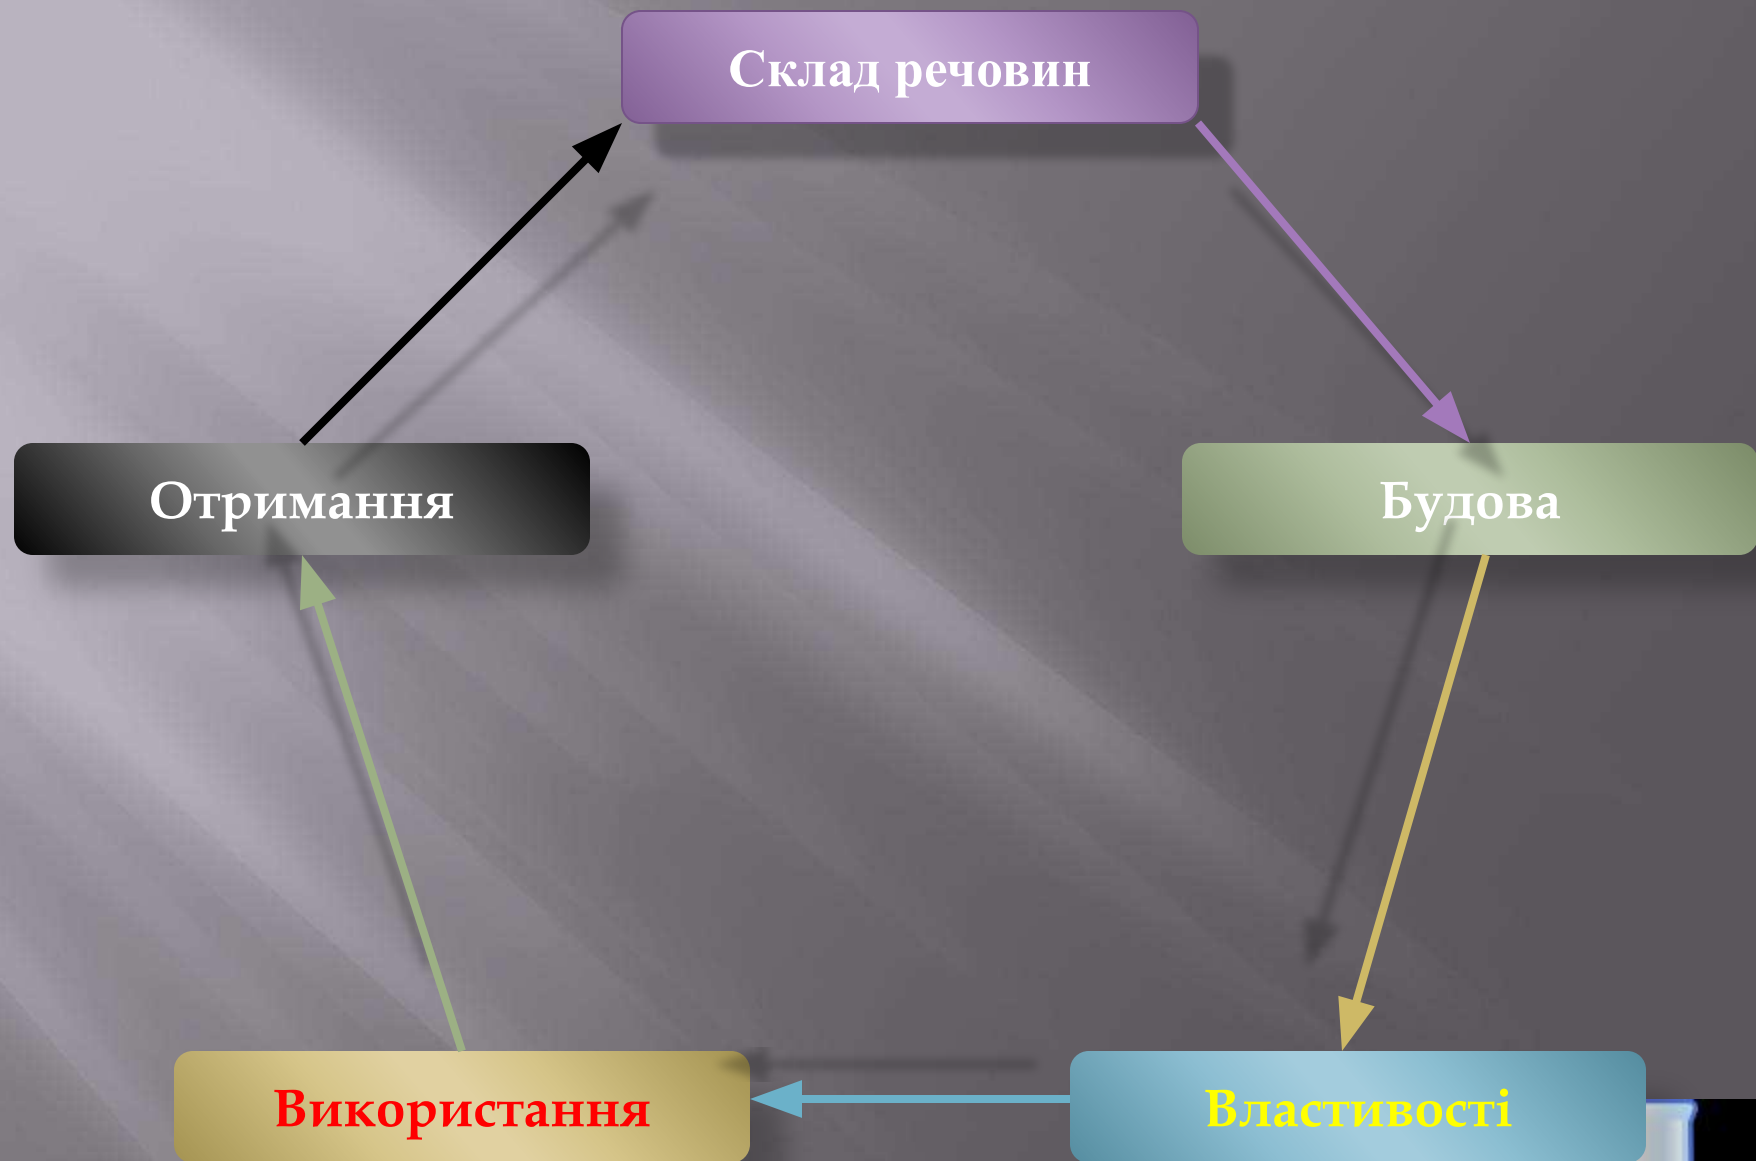 Склад речовин
Отримання
Будова
Використання
Властивості